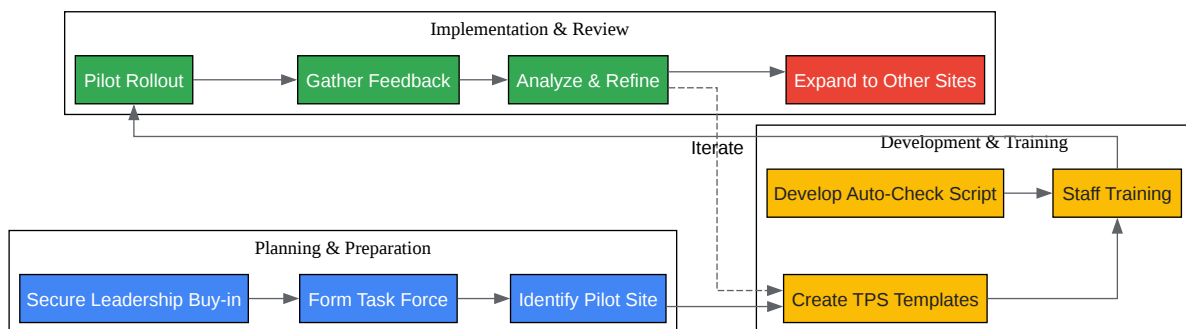 Implementation & Review
Pilot Rollout
Gather Feedback
Analyze & Refine
Expand to Other Sites
Iterate
Development & Training
Develop Auto-Check Script
Staff Training
Planning & Preparation
Secure Leadership Buy-in
Form Task Force
Identify Pilot Site
Create TPS Templates